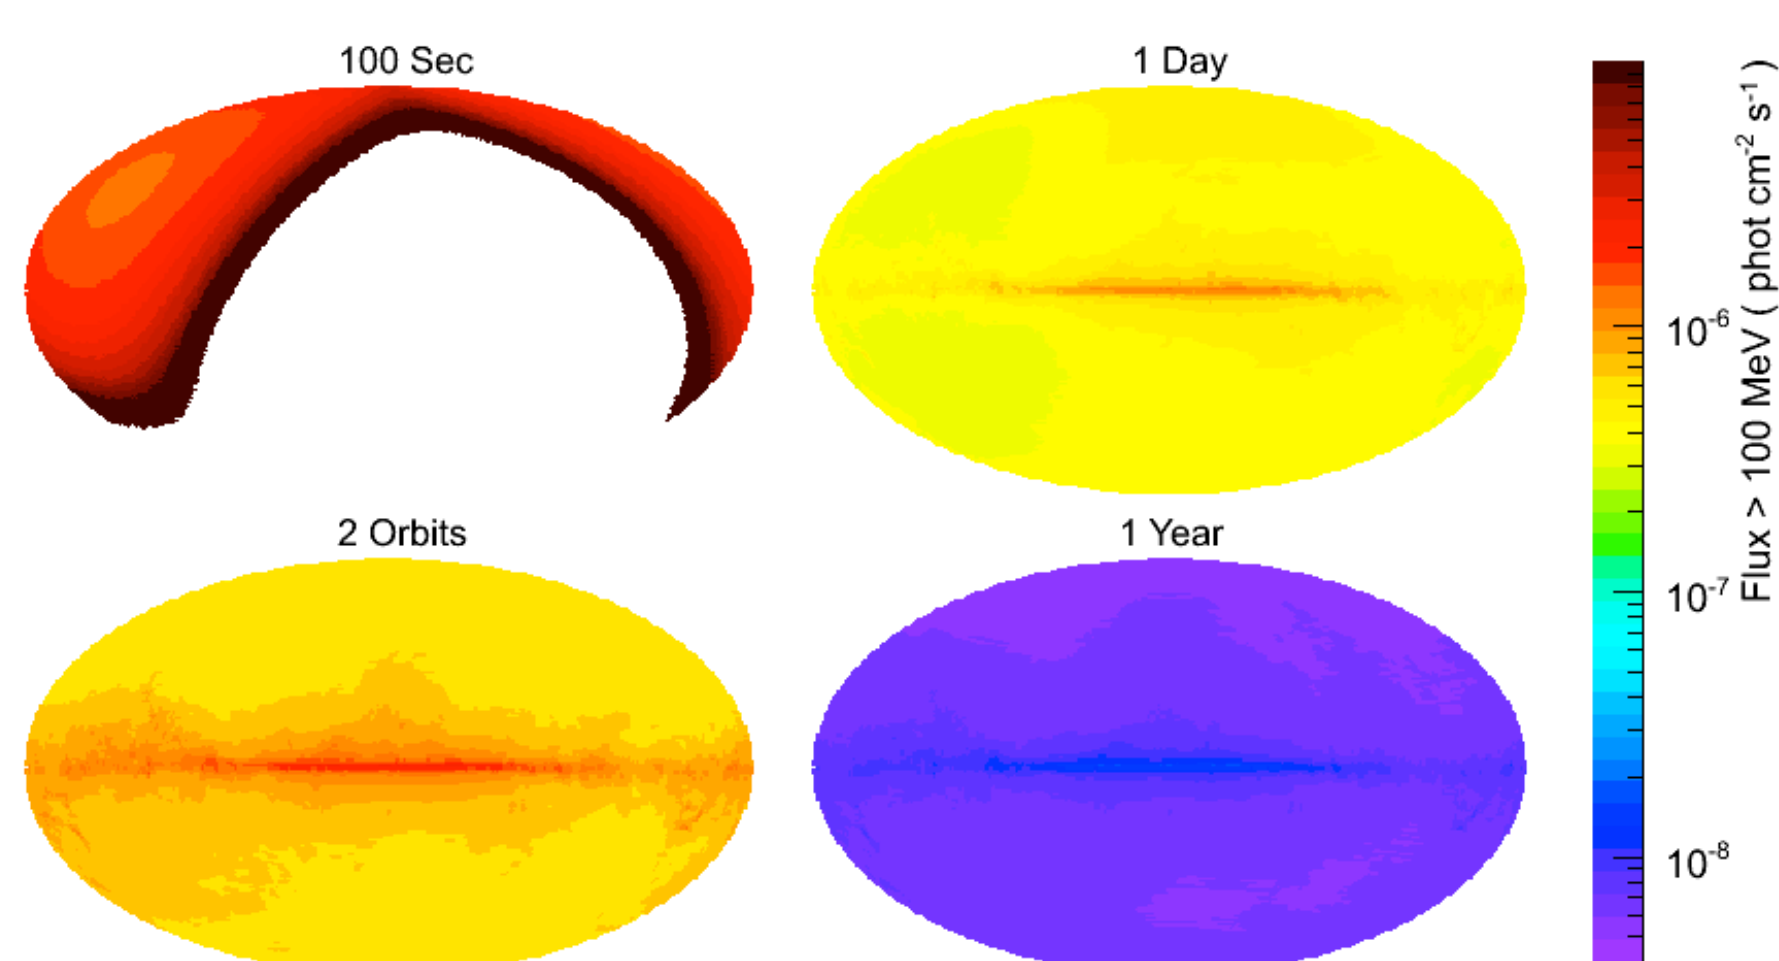 100 Sec
1 Day
2 Orbits
1 Year
10⁻⁶
10⁻⁷
10⁻⁸
Flux > 100 MeV ( phot cm⁻² s⁻¹ )